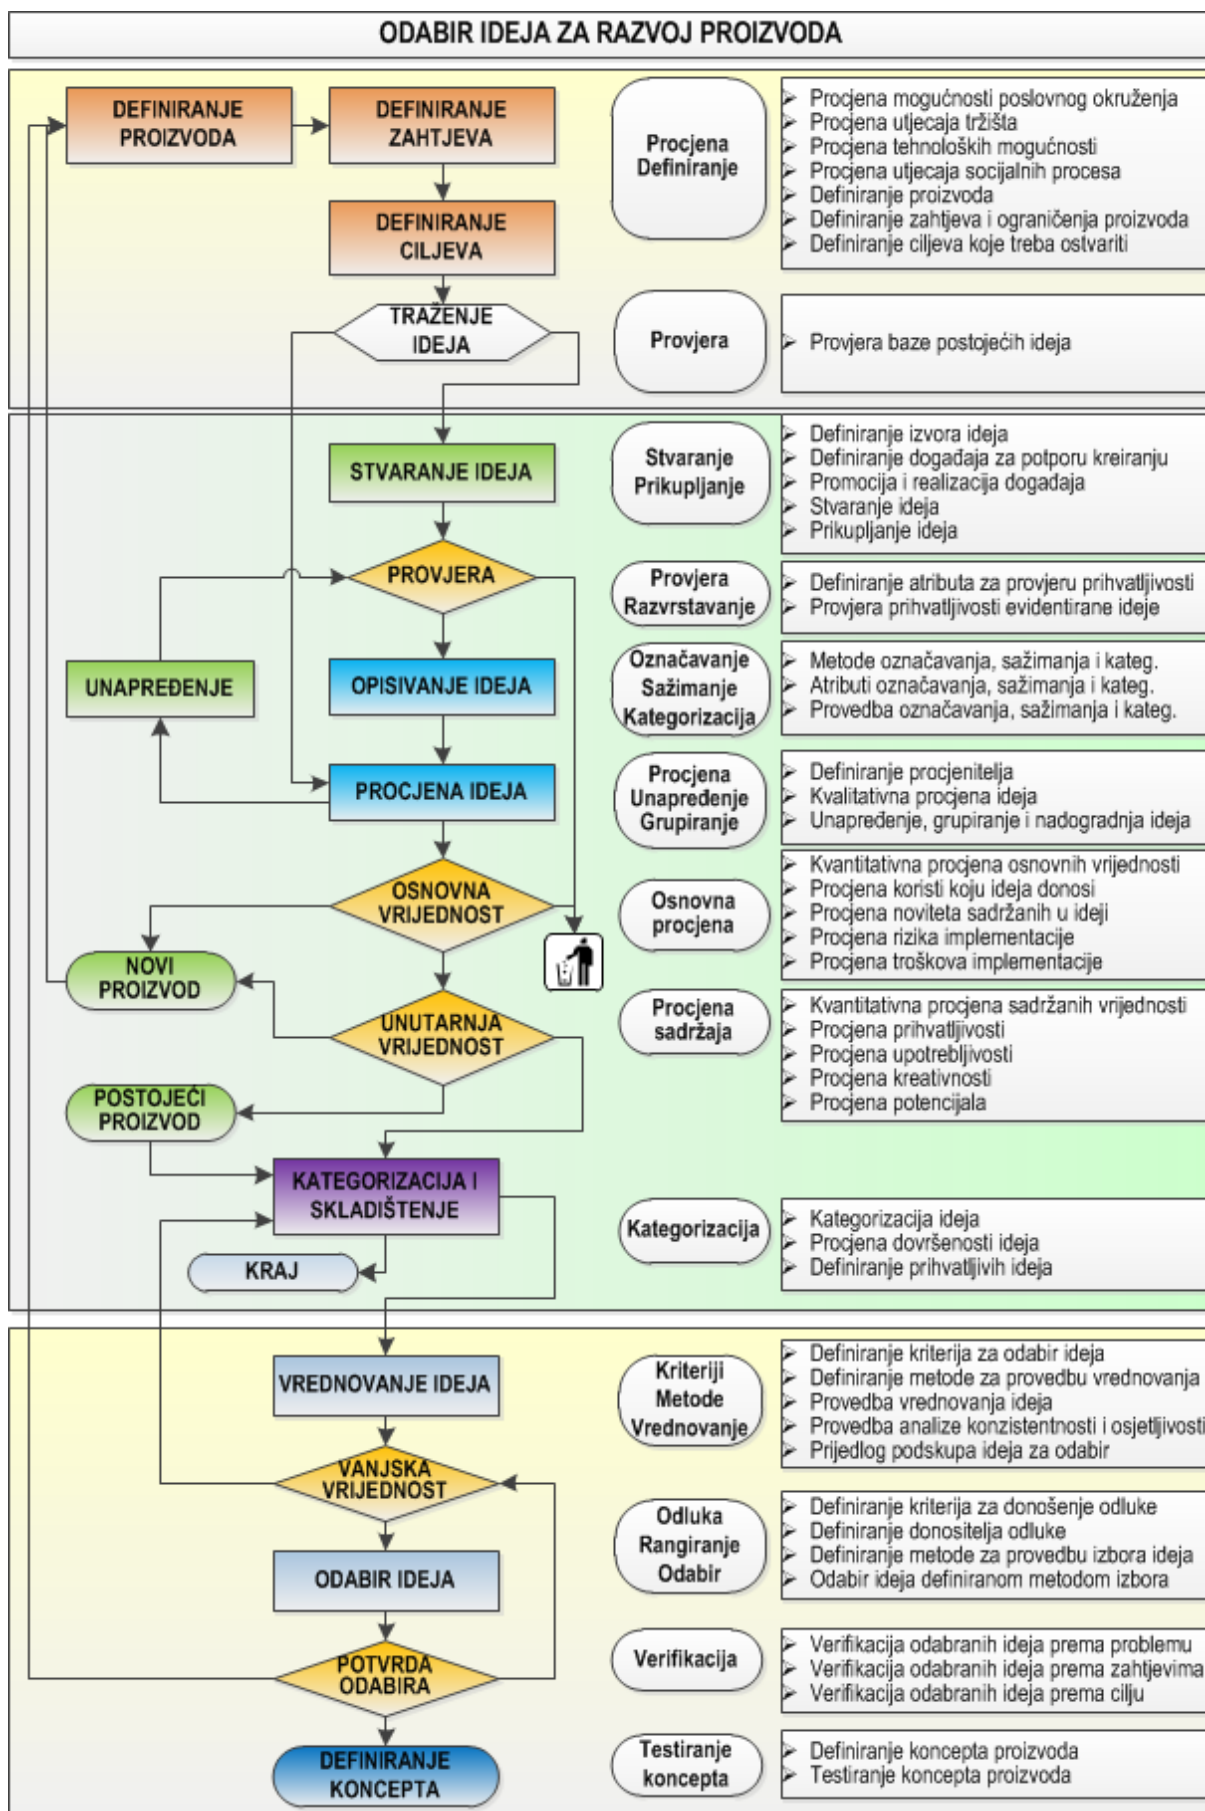 ODABIR IDEJA ZA RAZVOJ PROIZVODA
DEFINIRANJE
PROIZVODA
DEFINIRANJE
ZAHTJEVA
DEFINIRANJE
CILJEVA
Procjena
Definiranje
Procjena mogućnosti poslovnog okruženja
Procjena utjecaja tržišta
Procjena tehnoloških mogućnosti
Procjena utjecaja socijalnih procesa
Definiranje proizvoda
Definiranje zahtjeva i ograničenja proizvoda
Definiranje ciljeva koje treba ostvariti
TRAŽENJE
IDEJA
Provjera
Provjera baze postojećih ideja
STVARANJE IDEJA
Stvaranje
Prikupljanje
Definiranje izvora ideja
Definiranje događaja za potporu kreiranju
Promocija i realizacija događaja
Stvaranje ideja
Prikupljanje ideja
PROVJERA
Provjera
Razvrstavanje
Definiranje atributa za provjeru prihvatljivosti
Provjera prihvatljivosti evidentirane ideje
UNAPREĐENJE
OPISIVANJE IDEJA
Označavanje
Sažimanje
Kategorizacija
Metode označavanja, sažimanja i kateg.
Atributi označavanja, sažimanja i kateg.
Provedba označavanja, sažimanja i kateg.
PROCJENA IDEJA
Procjena
Unapređenje
Grupiranje
Definiranje procjenitelja
Kvalitativna procjena ideja
Unapređenje, grupiranje i nadogradnja ideja
OSNOVNA
VRIJEDNOST
Osnovna
procjena
Kvantitativna procjena osnovnih vrijednosti
Procjena koristi koju ideja donosi
Procjena noviteta sadržanih u ideji
Procjena rizika implementacije
Procjena troškova implementacije
NOVI
PROIZVOD
UNUTARNJA
VRIJEDNOST
Procjena
sadržaja
Kvantitativna procjena sadržanih vrijednosti
Procjena prihvatljivosti
Procjena upotrebljivosti
Procjena kreativnosti
Procjena potencijala
POSTOJEĆI
PROIZVOD
KATEGORIZACIJA I
SKLADIŠTENJE
KRAJ
Kategorizacija
Kategorizacija ideja
Procjena dovršenosti ideja
Definiranje prihvatljivih ideja
VREDNOVANJE IDEJA
Kriteriji
Metode
Vrednovanje
Definiranje kriterija za odabir ideja
Definiranje metode za provedbu vrednovanja
Provedba vrednovanja ideja
Provedba analize konzistentnosti i osjetljivosti
Prijedlog podskupa ideja za odabir
VANJSKA
VRIJEDNOST
ODABIR IDEJA
Odluka
Rangiranje
Odabir
Definiranje kriterija za donošenje odluke
Definiranje donositelja odluke
Definiranje metode za provedbu izbora ideja
Odabir ideja definiranom metodom izbora
POTVRDA
ODABIRA
Verifikacija
Verifikacija odabranih ideja prema problemu
Verifikacija odabranih ideja prema zahtjevima
Verifikacija odabranih ideja prema cilju
DEFINIRANJE
KONCEPTA
Testiranje
koncepta
Definiranje koncepta proizvoda
Testiranje koncepta proizvoda